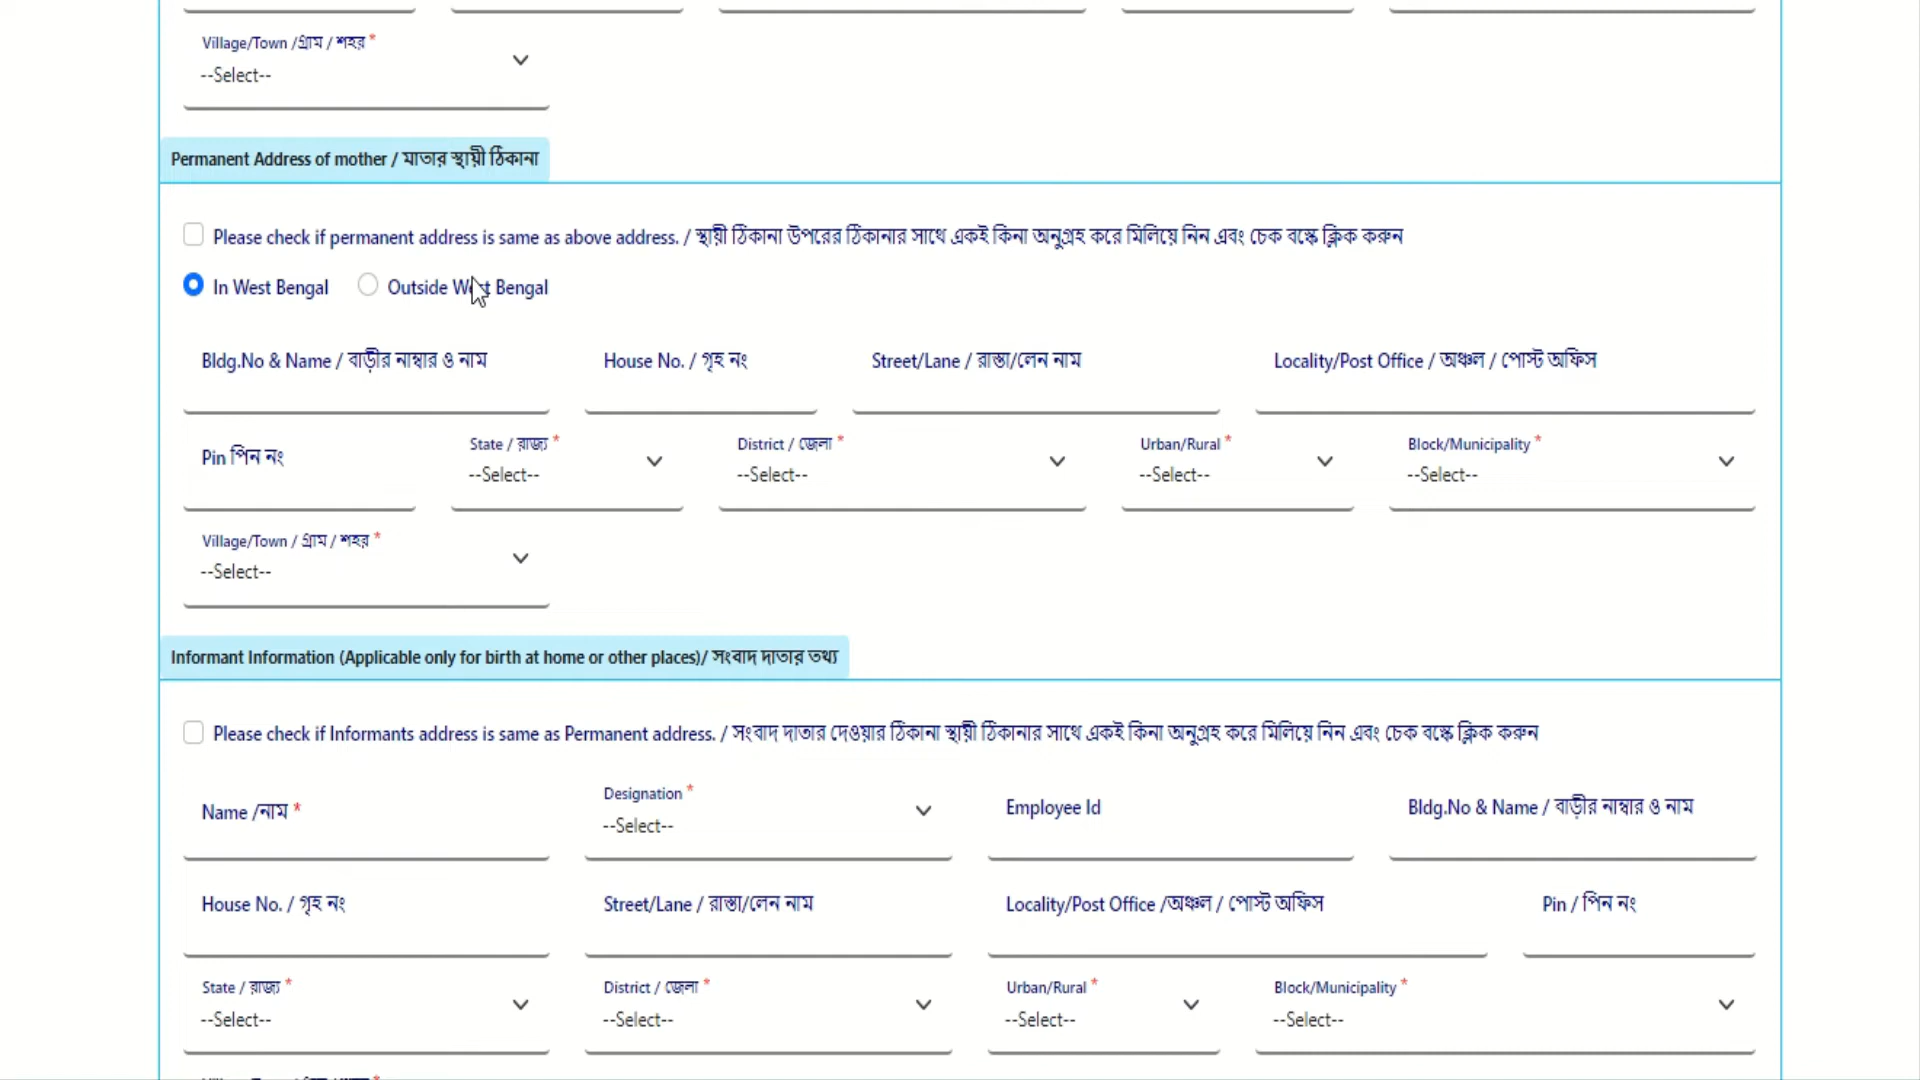 Village/Town /গ্রাম / শহর *
--Select--
Permanent Address of mother / মাতার স্থায়ী ঠিকানা
Please check if permanent address is same as above address. / স্থায়ী ঠিকানা উপরের ঠিকানার সাথে একই কিনা অনুগ্রহ করে মিলিয়ে নিন এবং চেক বক্সে ক্লিক করুন
In West Bengal Outside West Bengal
Bldg.No & Name / বাড়ীর নাম্বার ও নাম House No. / গৃহ নং Street/Lane / রাস্তা/লেন নাম Locality/Post Office / অঞ্চল / পোস্ট অফিস
Pin পিন নং State / রাজ্য * District / জেলা * Urban/Rural * Block/Municipality *
--Select-- --Select-- --Select-- --Select--
Village/Town / গ্রাম / শহর *
--Select--
Informant Information (Applicable only for birth at home or other places)/ সংবাদ দাতার তথ্য
Please check if Informants address is same as Permanent address. / সংবাদ দাতার দেওয়ার ঠিকানা স্থায়ী ঠিকানার সাথে একই কিনা অনুগ্রহ করে মিলিয়ে নিন এবং চেক বক্সে ক্লিক করুন
Name /নাম * Designation * Employee Id Bldg.No & Name / বাড়ীর নাম্বার ও নাম
--Select--
House No. / গৃহ নং Street/Lane / রাস্তা/লেন নাম Locality/Post Office /অঞ্চল / পোস্ট অফিস Pin / পিন নং
State / রাজ্য * District / জেলা * Urban/Rural * Block/Municipality *
--Select-- --Select-- --Select-- --Select--